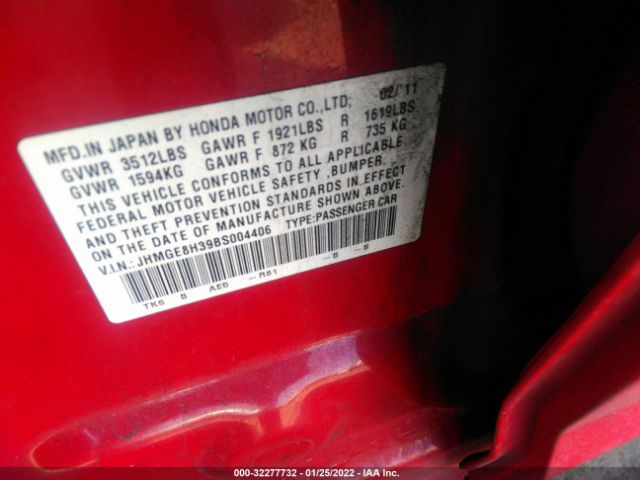 MFD.IN JAPAN BY HONDA MOTOR CO.,LTD; 02/'11
GVWR 3512LBS GAWR F 1921LBS R 1619LBS
GVWR 1594KG GAWR F 872 KG R 735 KG
THIS VEHICLE CONFORMS TO ALL APPLICABLE
FEDERAL MOTOR VEHICLE SAFETY ,BUMPER,
AND THEFT PREVENTION STANDARDS IN EFFECT
ON THE DATE OF MANUFACTURE SHOWN ABOVE.
V.I.N.: JHMGE8H39BS004406 TYPE:PASSENGER CAR
TK6 B AEB -R81 -B -S
000-32277732 - 01/25/2022 - IAA Inc.